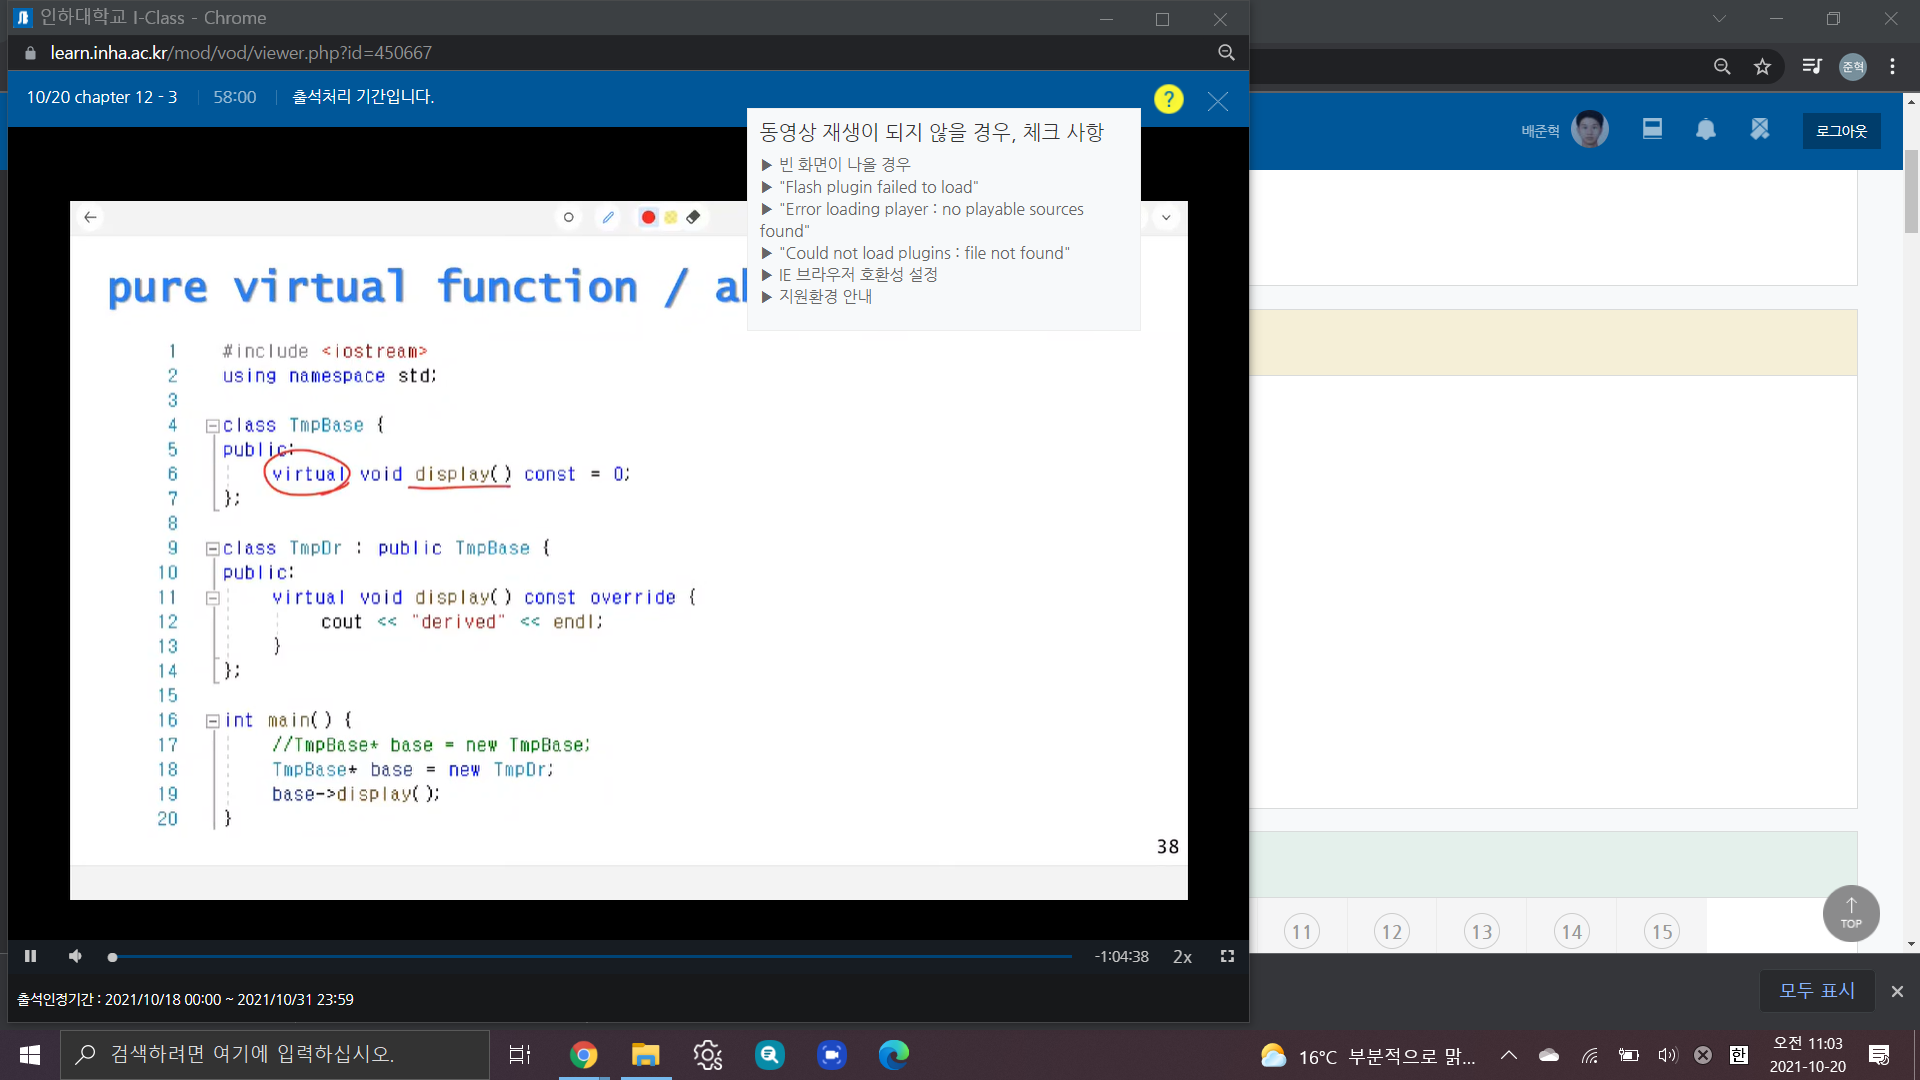 인하대학교 I-Class - Chrome
learn.inha.ac.kr/mod/vod/viewer.php?id=450667
10/20 chapter 12 - 3
58:00
출석처리 기간입니다.
?
동영상 재생이 되지 않을 경우, 체크 사항
▶ 빈 화면이 나올 경우
▶ "Flash plugin failed to load"
▶ "Error loading player : no playable sources
found"
▶ "Could not load plugins : file not found"
▶ IE 브라우저 호환성 설정
▶ 지원환경 안내
준혁
배준혁
로그아웃
pure virtual function /
1 #include <iostream>
2 using namespace std;
3
4 class TmpBase {
5 public:
6 virtual void display() const = 0;
7 };
8
9 class TmpDr : public TmpBase {
10 public:
11 virtual void display() const override {
12 cout << "derived" << endl;
13 }
14 };
15
16 int main() {
17 //TmpBase* base = new TmpBase;
18 TmpBase* base = new TmpDr;
19 base->display();
20 }
38
11 12 13 14 15
TOP
-1:04:38
2x
출석인정기간 : 2021/10/18 00:00 ~ 2021/10/31 23:59
모두 표시
검색하려면 여기에 입력하십시오.
16°C 부분적으로 맑...
한
오전 11:03
2021-10-20